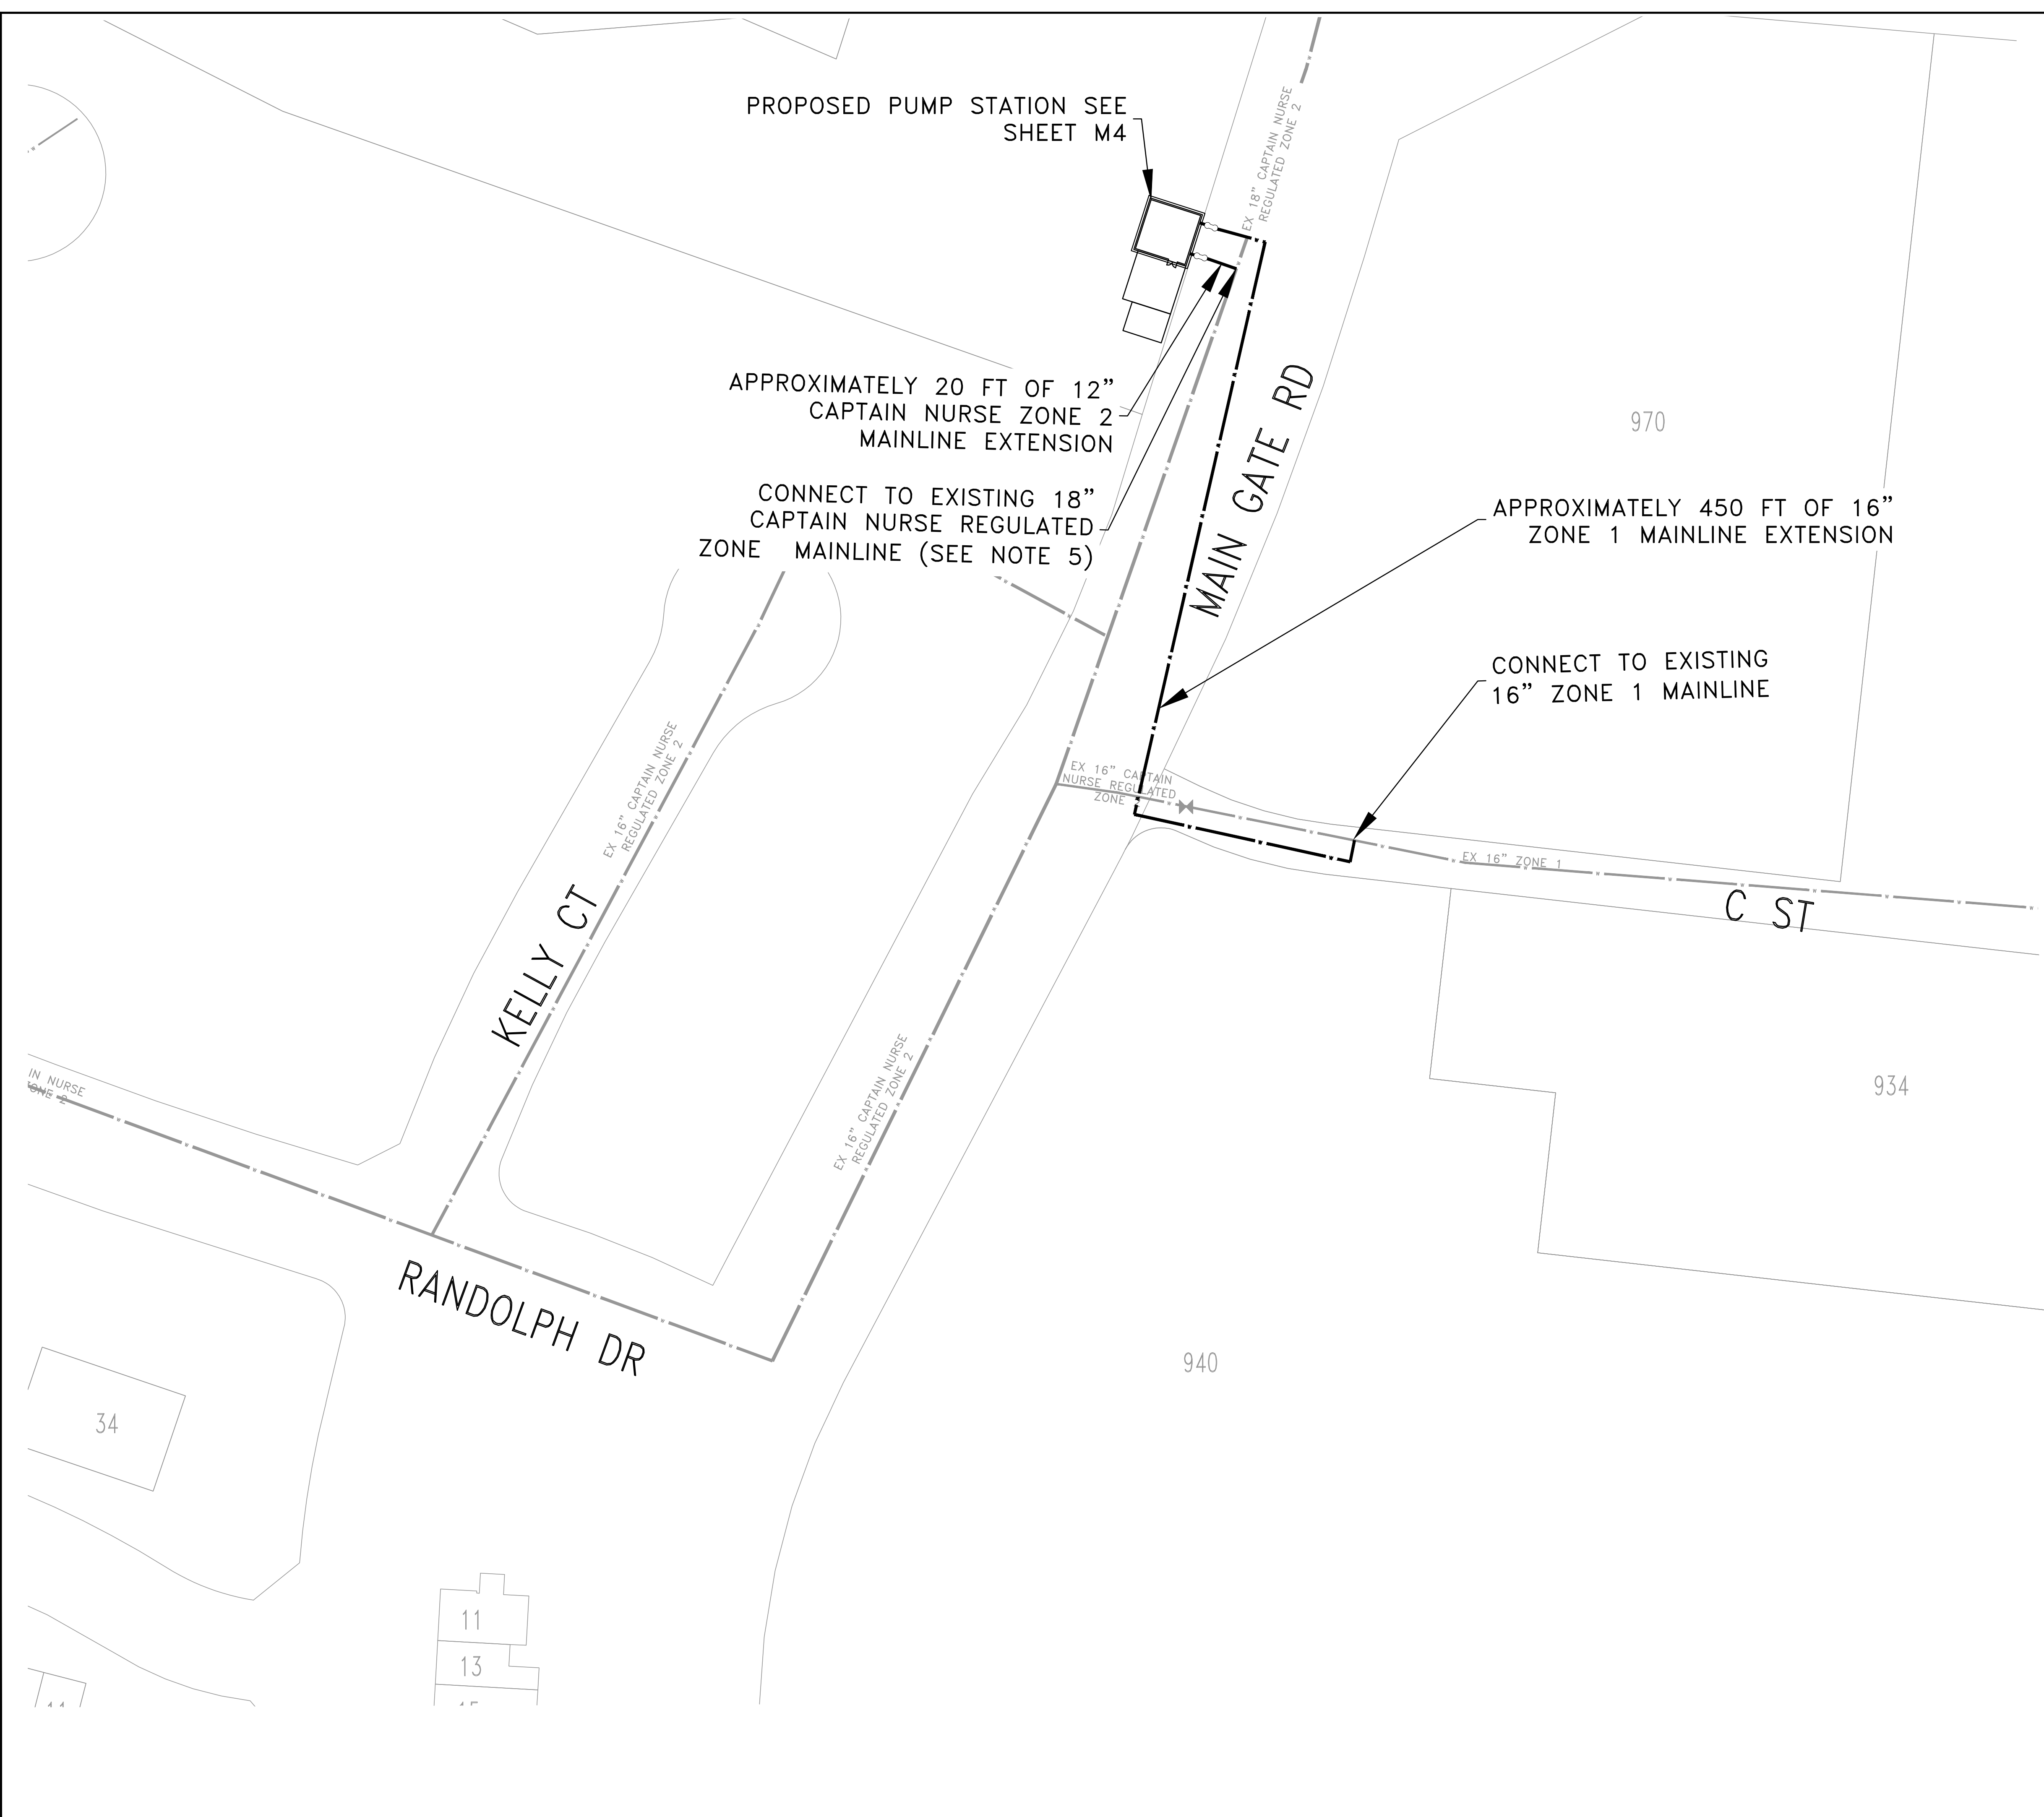 PROPOSED PUMP STATION SEE
SHEET M4
EX 18” CAPTAIN NURSE
REGULATED ZONE 2
APPROXIMATELY 20 FT OF 12”
CAPTAIN NURSE ZONE 2
MAINLINE EXTENSION
CONNECT TO EXISTING 18”
CAPTAIN NURSE REGULATED
ZONE MAINLINE (SEE NOTE 5)
MAIN GATE RD
970
APPROXIMATELY 450 FT OF 16”
ZONE 1 MAINLINE EXTENSION
CONNECT TO EXISTING
16” ZONE 1 MAINLINE
EX 16” CAPTAIN NURSE
REGULATED ZONE 2
EX 16” CAPTAIN
NURSE REGULATED
ZONE
EX 16” ZONE 1
C ST
KELLY CT
EX 16” CAPTAIN NURSE
REGULATED ZONE 2
IN NURSE
ONE 2
934
RANDOLPH DR
940
34
11
13